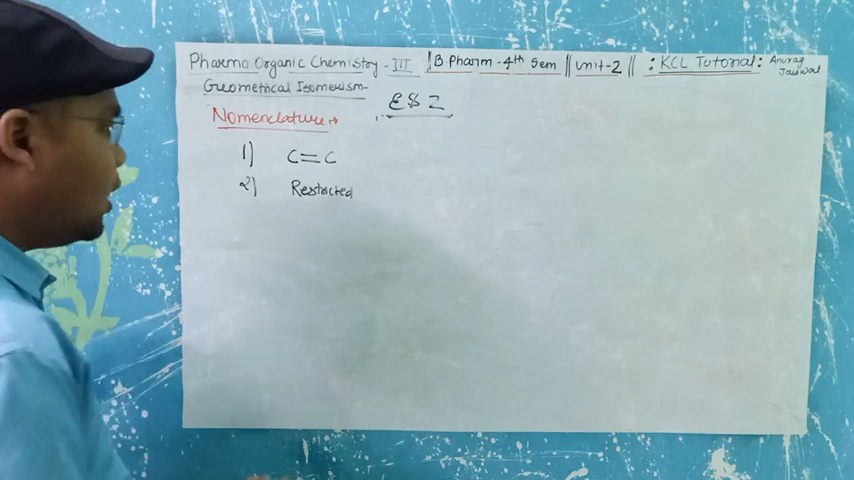 Pharma Organic Chemistry - III || B Pharm - 4th Sem || Unit-2 || : KCL Tutorial : Anurag Jaiswal
Geometrical Isomerism-
E & Z
Nomenclature→
1) C=C
2) Restricted